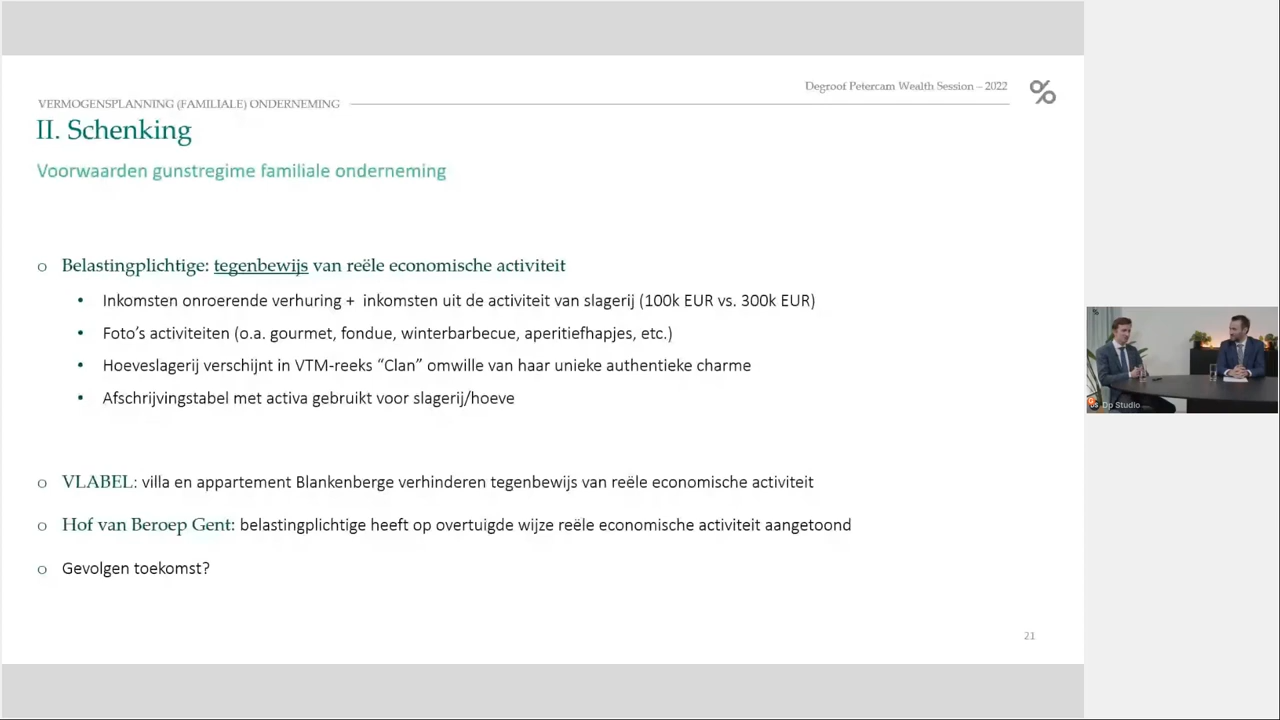 Degroof Petercam Wealth Session – 2022
VERMOGENSPLANNING (FAMILIALE) ONDERNEMING
II. Schenking
Voorwaarden gunstregime familiale onderneming
o Belastingplichtige: tegenbewijs van reële economische activiteit
• Inkomsten onroerende verhuring + inkomsten uit de activiteit van slagerij (100k EUR vs. 300k EUR)
• Foto's activiteiten (o.a. gourmet, fondue, winterbarbecue, aperitiefhapjes, etc.)
• Hoeveslagerij verschijnt in VTM-reeks “Clan” omwille van haar unieke authentieke charme
• Afschrijvingstabel met activa gebruikt voor slagerij/hoeve
o VLABEL: villa en appartement Blankenberge verhinderen tegenbewijs van reële economische activiteit
o Hof van Beroep Gent: belastingplichtige heeft op overtuigde wijze reële economische activiteit aangetoond
o Gevolgen toekomst?
21
Dp Studio